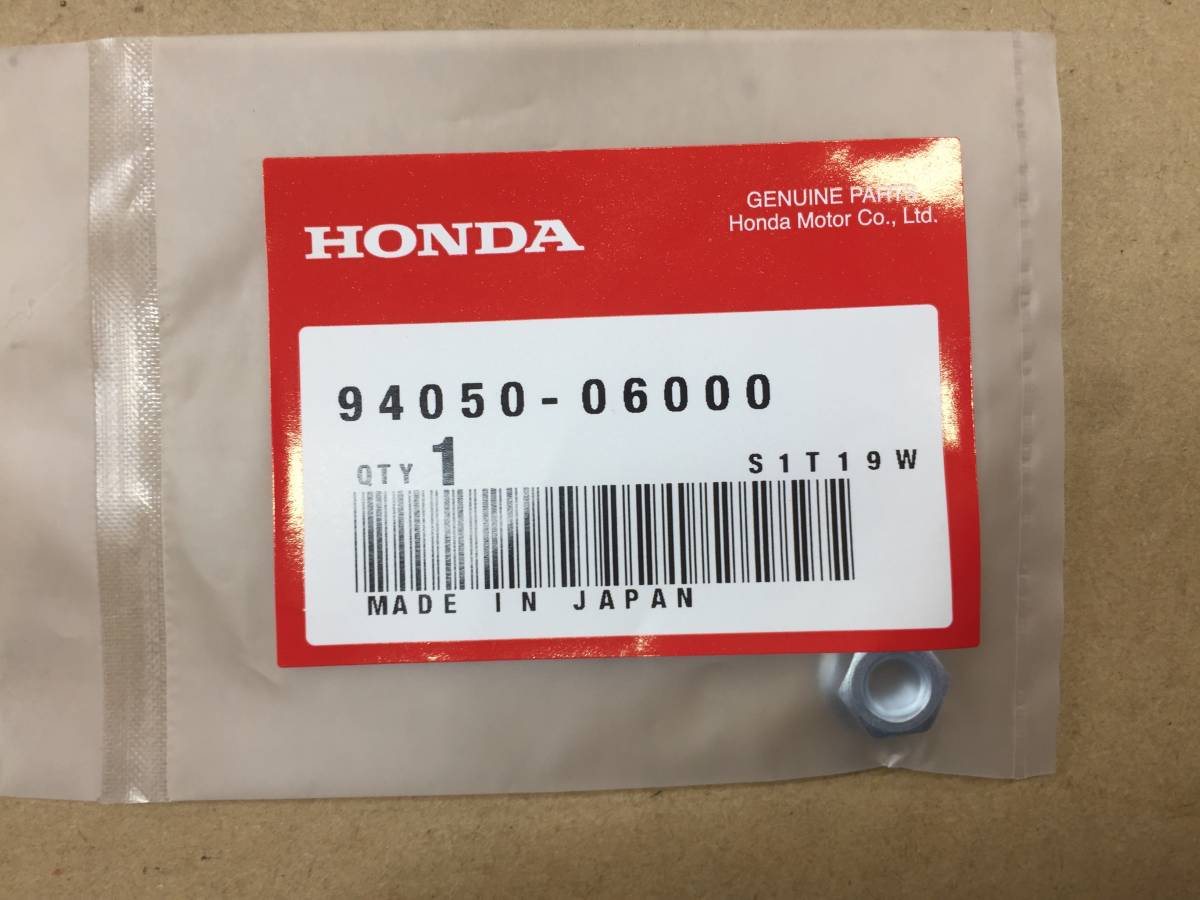 HONDA
GENUINE PARTS
Honda Motor Co., Ltd.
94050-06000
QTY 1
S1T19W
MADE IN JAPAN